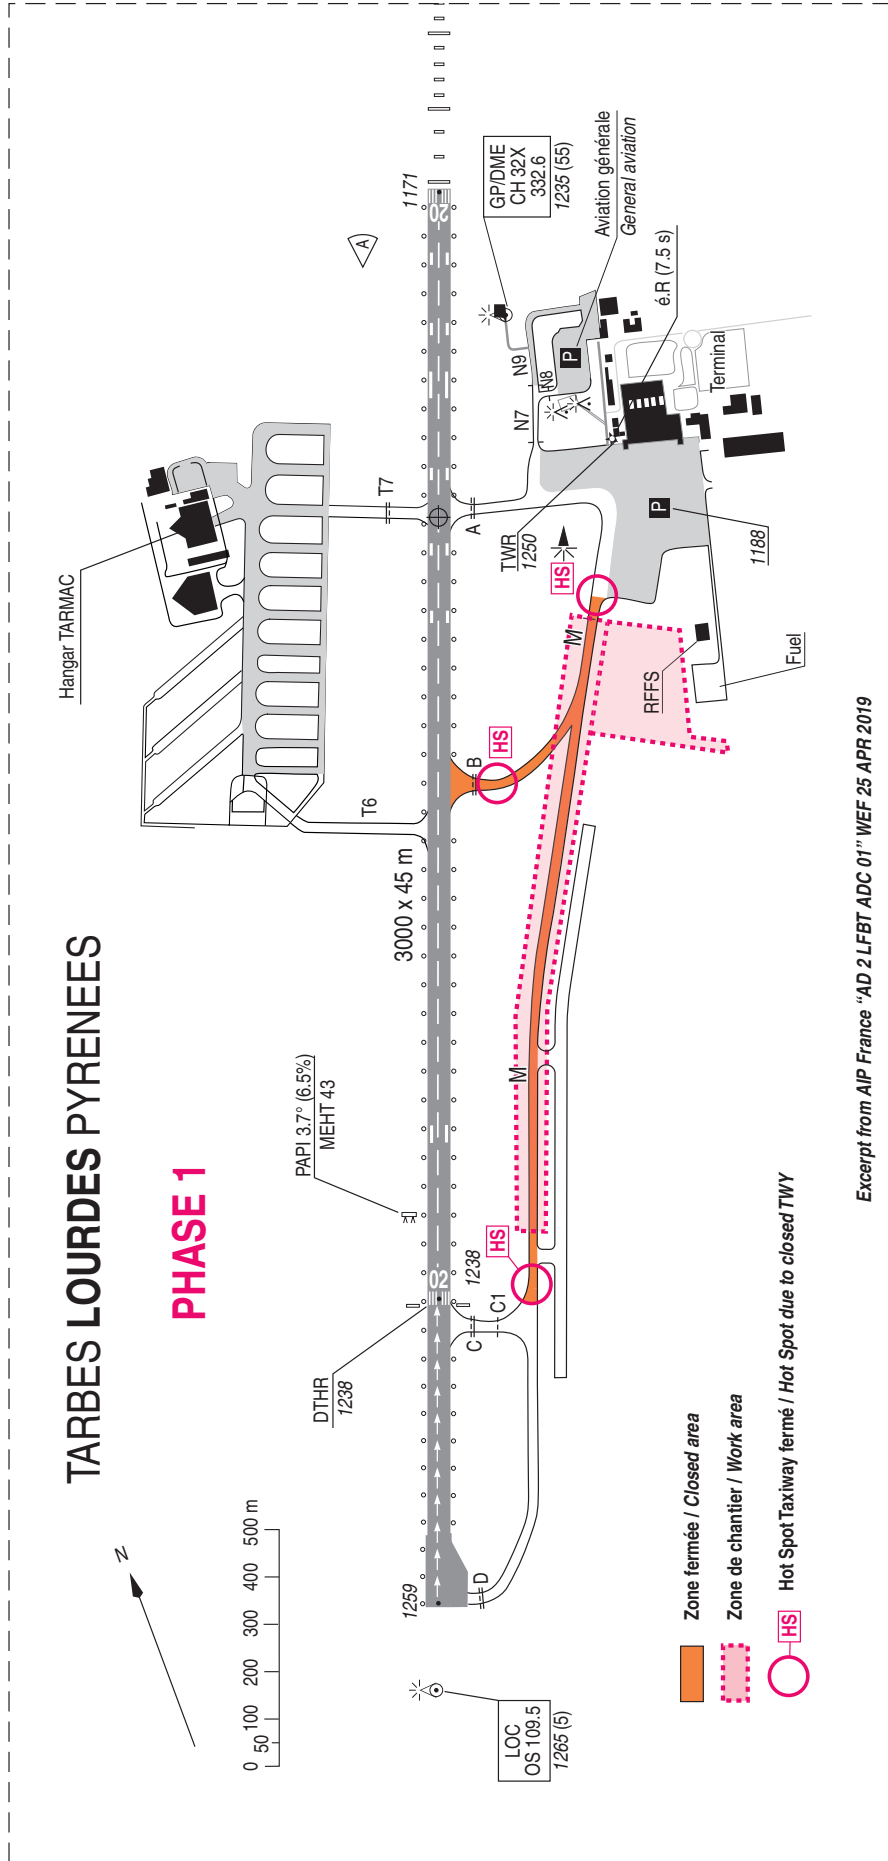 TARBES LOURDES PYRENEES
PHASE 1
Hangar TARMAC
T7
T6
A
1171
20
GP/DME
CH 32X
332.6
1235 (55)
Aviation générale
General aviation
é.R (7.5 s)
N9
N8
N7
P
Terminal
A
TWR
1250
HS
P
1188
M
B
HS
RFFS
Fuel
3000 x 45 m
PAPI 3.7° (6.5%)
MEHT 43
M
HS
02
1238
DTHR
1238
C
C1
D
1259
N
0 50 100 200 300 400 500 m
LOC
OS 109.5
1265 (5)
Zone fermée / Closed area
Zone de chantier / Work area
HS
Hot Spot Taxiway fermé / Hot Spot due to closed TWY
Excerpt from AIP France "AD 2 LFBT ADC 01" WEF 25 APR 2019